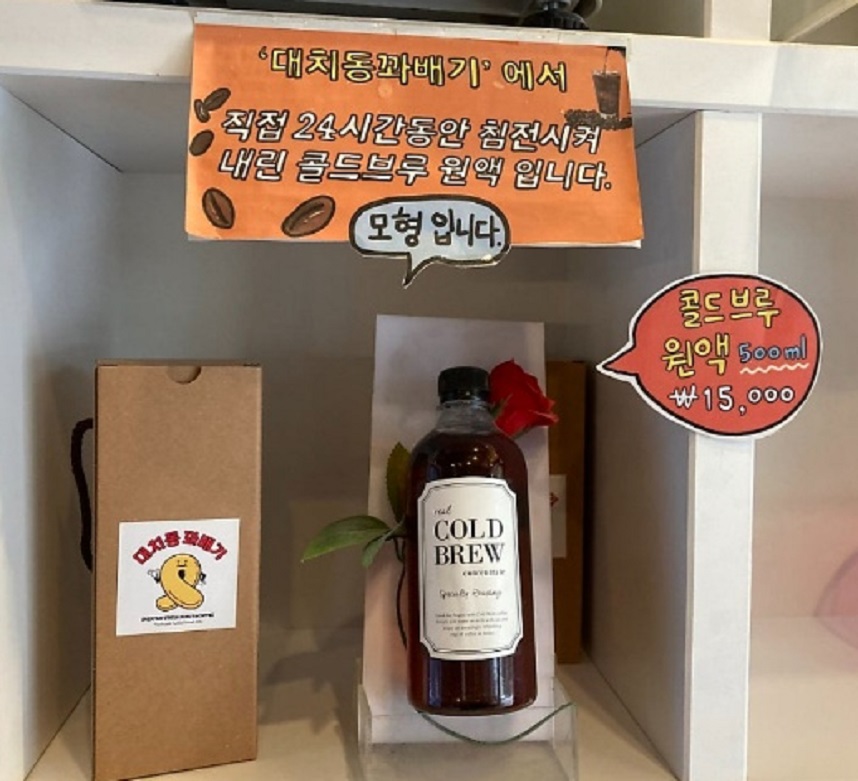 '대치동꽈배기' 에서
직접 24시간동안 침전시켜
내린 콜드브루 원액 입니다.
모형 입니다.
콜드브루
원액 500ml
₩15,000
대치동 꽈배기
real
COLD
BREW
concentrate